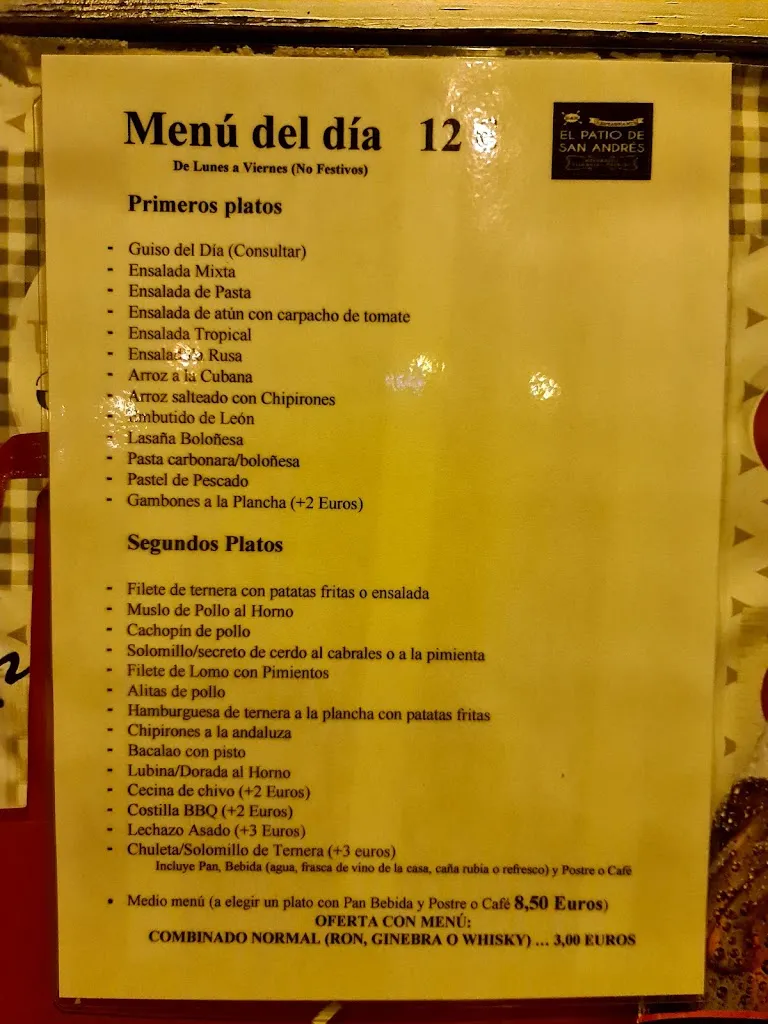 Menú del día 12 €
De Lunes a Viernes (No Festivos)
EL PATIO DE
SAN ANDRÉS
Primeros platos
- Guiso del Día (Consultar)
- Ensalada Mixta
- Ensalada de Pasta
- Ensalada de atún con carpacho de tomate
- Ensalada Tropical
- Ensaladilla Rusa
- Arroz a la Cubana
- Arroz salteado con Chipirones
- Embutido de León
- Lasaña Boloñesa
- Pasta carbonara/boloñesa
- Pastel de Pescado
- Gambones a la Plancha (+2 Euros)
Segundos Platos
- Filete de ternera con patatas fritas o ensalada
- Muslo de Pollo al Horno
- Cachopín de pollo
- Solomillo/secreto de cerdo al cabrales o a la pimienta
- Filete de Lomo con Pimientos
- Alitas de pollo
- Hamburguesa de ternera a la plancha con patatas fritas
- Chipirones a la andaluza
- Bacalao con pisto
- Lubina/Dorada al Horno
- Cecina de chivo (+2 Euros)
- Costilla BBQ (+2 Euros)
- Lechazo Asado (+3 Euros)
- Chuleta/Solomillo de Ternera (+3 euros)
Incluye Pan, Bebida (agua, frasca de vino de la casa, caña rubia o refresco) y Postre o Café
• Medio menú (a elegir un plato con Pan Bebida y Postre o Café 8,50 Euros)
OFERTA CON MENÚ:
COMBINADO NORMAL (RON, GINEBRA O WHISKY) ... 3,00 EUROS